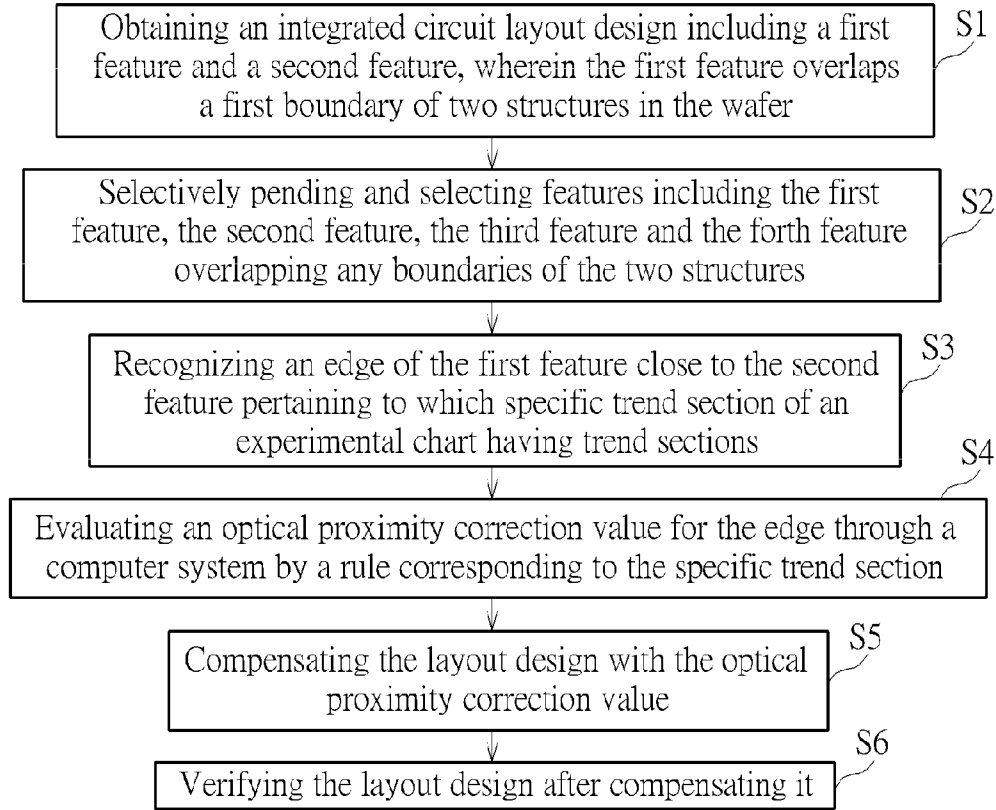 Obtaining an integrated circuit layout design including a first
feature and a second feature, wherein the first feature overlaps
a first boundary of two structures in the wafer
S1
Selectively pending and selecting features including the first
feature, the second feature, the third feature and the forth feature
overlapping any boundaries of the two structures
S2
Recognizing an edge of the first feature close to the second
feature pertaining to which specific trend section of an
experimental chart having trend sections
S3
Evaluating an optical proximity correction value for the edge through a
computer system by a rule corresponding to the specific trend section
S4
Compensating the layout design with the optical
proximity correction value
S5
Verifying the layout design after compensating it
S6